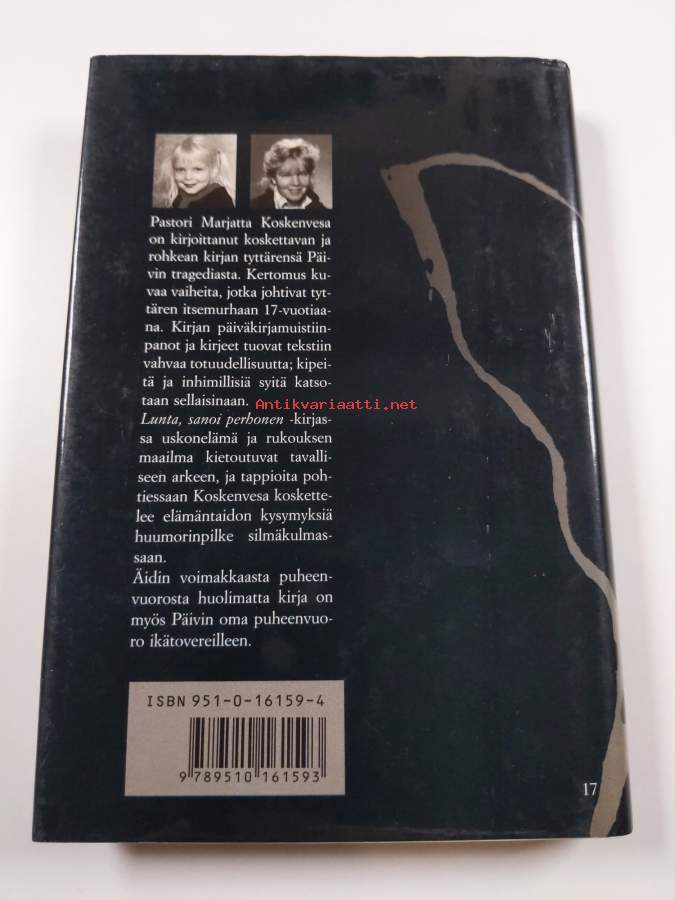 Pastori Marjatta Koskenvesa
on kirjoittanut koskettavan ja
rohkean kirjan tyttärensä Päi-
vin tragediasta. Kertomus ku-
vaa vaiheita, jotka johtivat tyt-
tären itsemurhaan 17-vuotiaa-
na. Kirjan päiväkirjamuistiin-
panot ja kirjeet tuovat tekstiin
vahvaa totuudellisuutta; kipei-
tä ja inhimillisiä syitä katso-
taan sellaisinaan.
Antikvariaatti.net
Lunta, sanoi perhonen -kirjas-
sa uskonelämä ja rukouksen
maailma kietoutuvat tavalli-
seen arkeen, ja tappioita poh-
tiessaan Koskenvesa koskette-
lee elämäntaidon kysymyksiä
huumorinpilke silmäkulmas-
saan.
Äidin voimakkaasta puheen-
vuorosta huolimatta kirja on
myös Päivin oma puheenvuo-
ro ikätovereilleen.
ISBN 951-0-16159-4
9 789510 161593
17